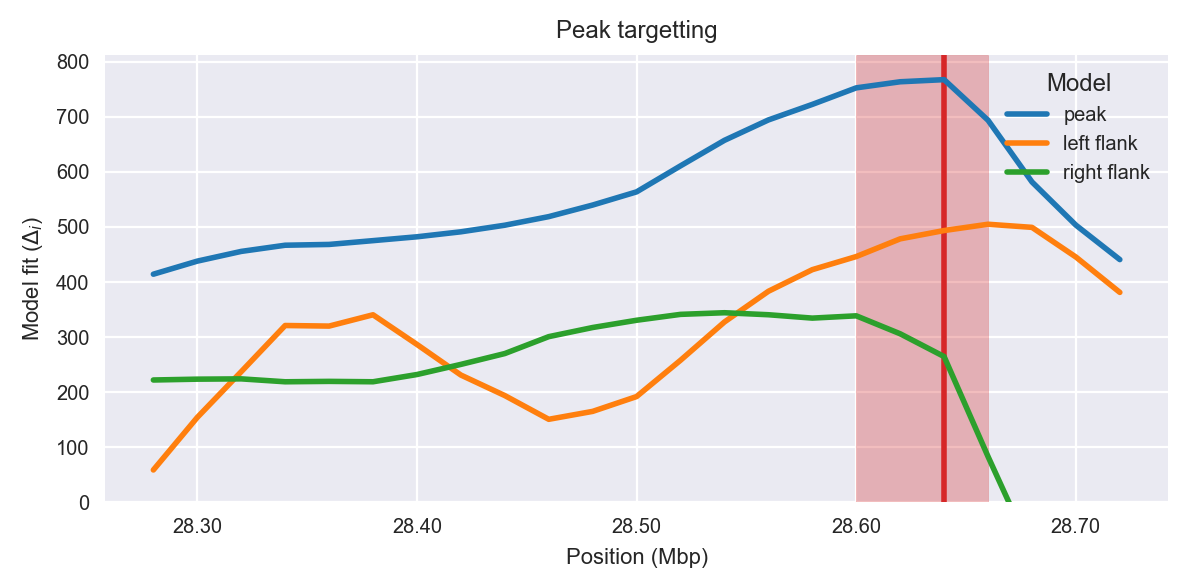 Peak targetting
Model fit (Δi)
800
700
600
500
400
300
200
100
0
Model
peak
left flank
right flank
28.30 28.40 28.50 28.60 28.70
Position (Mbp)